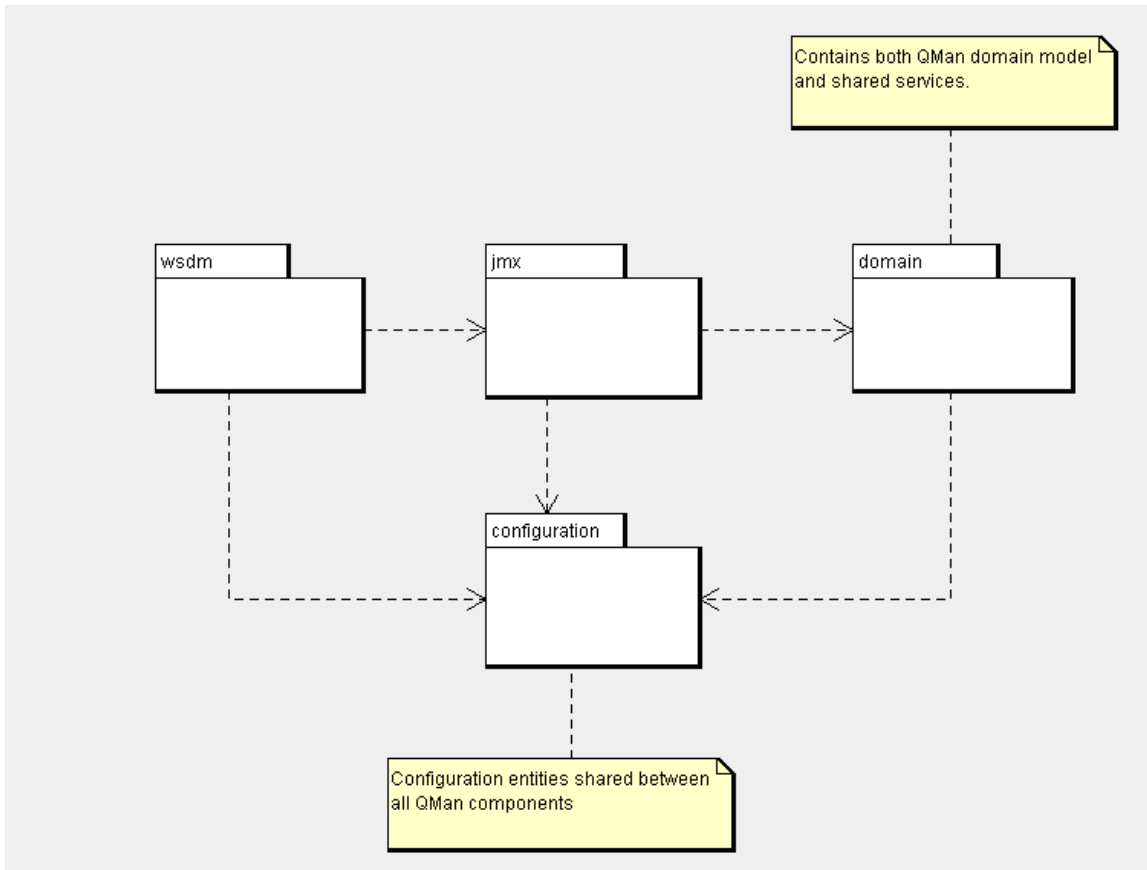 Contains both QMan domain model
and shared services.
wsdm
jmx
domain
configuration
Configuration entities shared between
all QMan components